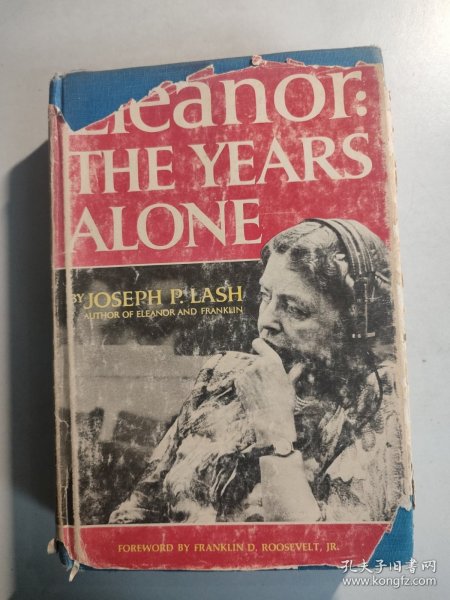 Eleanor:
THE YEARS
ALONE
BY JOSEPH P. LASH
AUTHOR OF ELEANOR AND FRANKLIN
FOREWORD BY FRANKLIN D. ROOSEVELT, JR.
孔夫子旧书网
www.kongfz.com